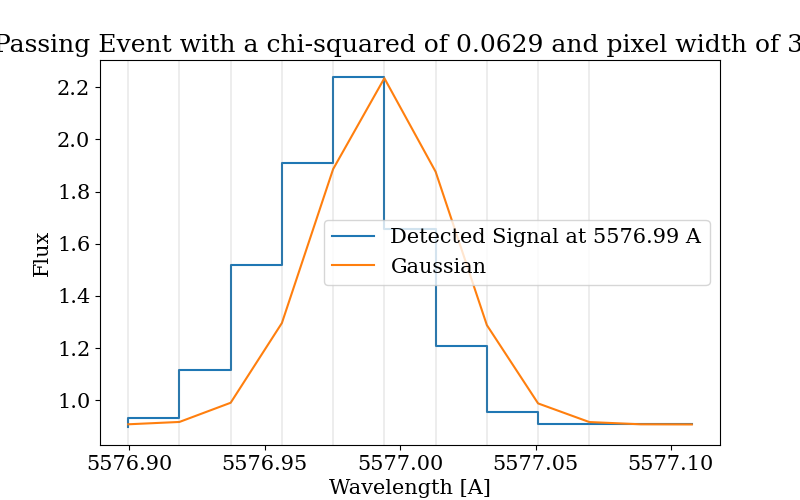 Passing Event with a chi-squared of 0.0629 and pixel width of 3
2.2
2.0
1.8
1.6
1.4
1.2
1.0
Flux
Detected Signal at 5576.99 A
Gaussian
5576.90 5576.95 5577.00 5577.05 5577.10
Wavelength [A]